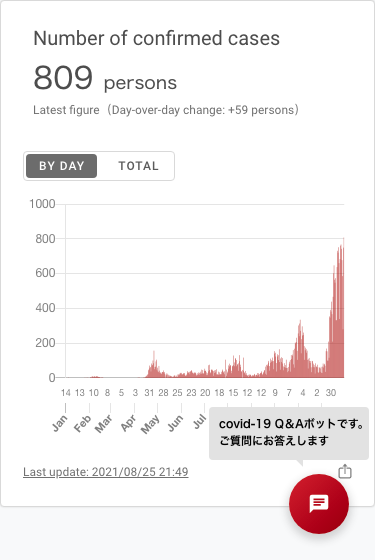 Number of confirmed cases
809 persons
Latest figure（Day-over-day change: +59 persons）
BY DAY TOTAL
1000
800
600
400
200
0
14 13 10 8 5 3 31 28 25 23 20 18 15 12 12 9 7 4 2 30
Jan Feb Mar Apr May Jun Jul
covid-19 Q&Aボットです。
ご質問にお答えします
Last update: 2021/08/25 21:49